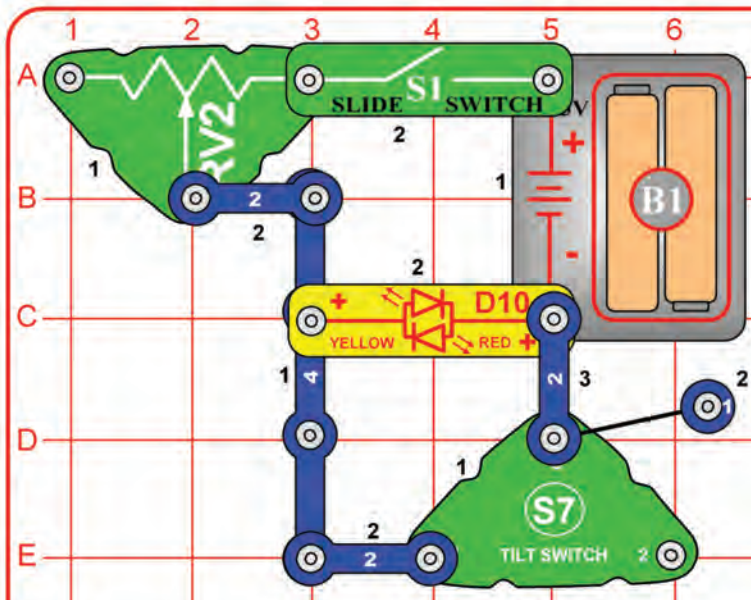 1 2 3 4 5 6
A
S1
SLIDE SWITCH
2
3V
+
RV2
1
1
B1
B
2
2
-
2
+ D10
C
YELLOW RED +
1
4
2
3
2
1
D
1
S7
2
2
TILT SWITCH 2
E